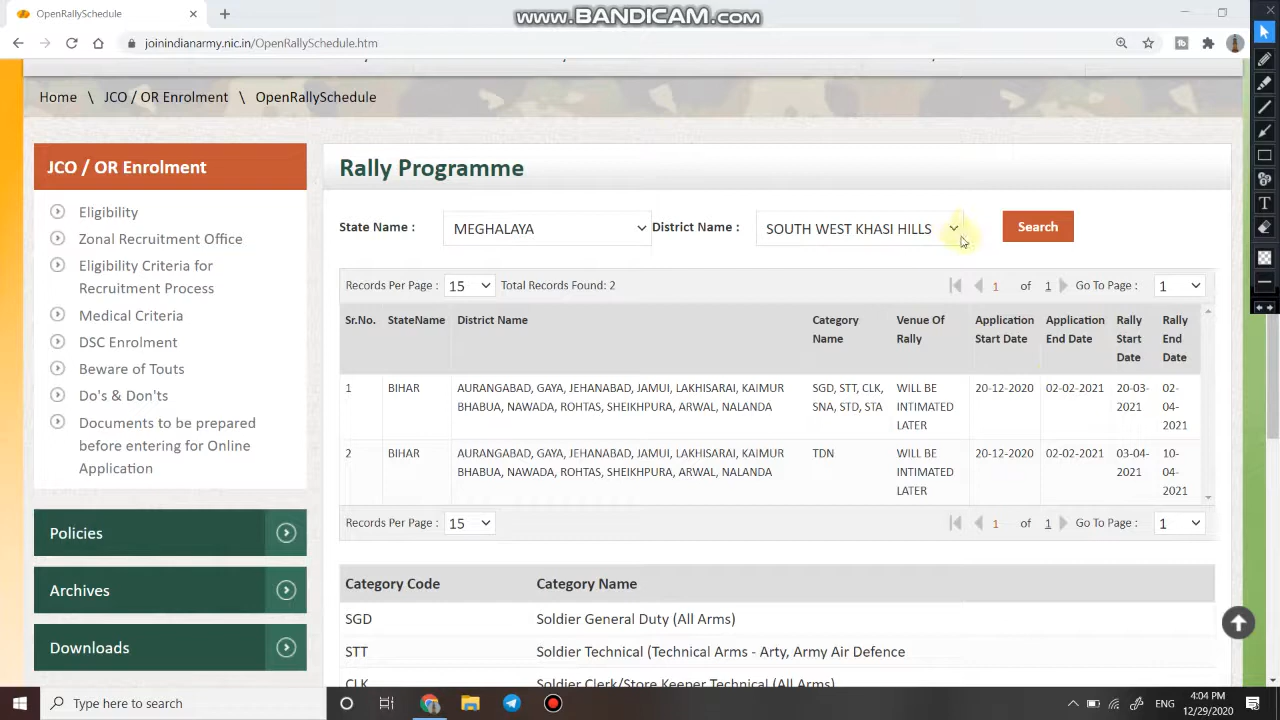 OpenRallySchedule
www.BANDICAM.com
joinindianarmy.nic.in/OpenRallySchedule.htm
Home \ JCO / OR Enrolment \ OpenRallySchedule
JCO / OR Enrolment
Eligibility
Zonal Recruitment Office
Eligibility Criteria for
Recruitment Process
Medical Criteria
DSC Enrolment
Beware of Touts
Do's & Don'ts
Documents to be prepared
before entering for Online
Application
Policies
Archives
Downloads
Rally Programme
State Name : MEGHALAYA District Name : SOUTH WEST KHASI HILLS Search
Records Per Page : 15 Total Records Found: 2 1 of 1 Go To Page : 1
Sr.No. StateName District Name Category Venue Of Application Application Rally Rally
Name Rally Start Date End Date Start End
Date Date
1 BIHAR AURANGABAD, GAYA, JEHANABAD, JAMUI, LAKHISARAI, KAIMUR SGD, STT, CLK, WILL BE 20-12-2020 02-02-2021 20-03- 02-
BHABUA, NAWADA, ROHTAS, SHEIKHPURA, ARWAL, NALANDA SNA, STD, STA INTIMATED 2021 04-
LATER 2021
2 BIHAR AURANGABAD, GAYA, JEHANABAD, JAMUI, LAKHISARAI, KAIMUR TDN WILL BE 20-12-2020 02-02-2021 03-04- 10-
BHABUA, NAWADA, ROHTAS, SHEIKHPURA, ARWAL, NALANDA INTIMATED 2021 04-
LATER 2021
Records Per Page : 15 1 of 1 Go To Page : 1
Category Code Category Name
SGD Soldier General Duty (All Arms)
STT Soldier Technical (Technical Arms - Arty, Army Air Defence
CLK Soldier Clerk/Store Keeper Technical (All Arms)
Type here to search
ENG
4:04 PM
12/29/2020